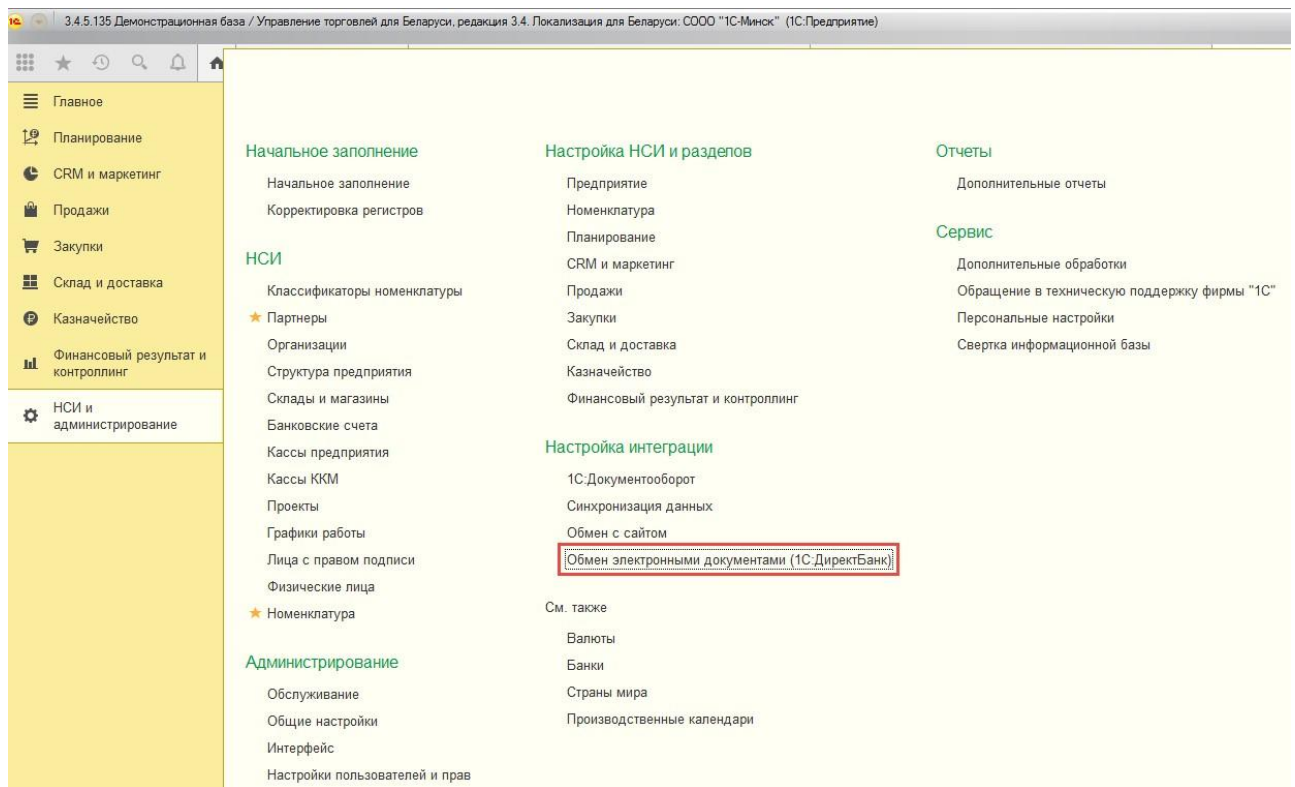 3.4.5.135 Демонстрационная база / Управление торговлей для Беларуси, редакция 3.4. Локализация для Беларуси: СООО "1С-Минск" (1С:Предприятие)
Главное
Планирование
CRM и маркетинг
Продажи
Закупки
Склад и доставка
Казначейство
Финансовый результат и
контроллинг
НСИ и
администрирование
Начальное заполнение
Начальное заполнение
Корректировка регистров
НСИ
Классификаторы номенклатуры
Партнеры
Организации
Структура предприятия
Склады и магазины
Банковские счета
Кассы предприятия
Кассы ККМ
Проекты
Графики работы
Лица с правом подписи
Физические лица
Номенклатура
Администрирование
Обслуживание
Общие настройки
Интерфейс
Настройки пользователей и прав
Настройка НСИ и разделов
Предприятие
Номенклатура
Планирование
CRM и маркетинг
Продажи
Закупки
Склад и доставка
Казначейство
Финансовый результат и контроллинг
Настройка интеграции
1С:Документооборот
Синхронизация данных
Обмен с сайтом
Обмен электронными документами (1С:ДиректБанк)
См. также
Валюты
Банки
Страны мира
Производственные календари
Отчеты
Дополнительные отчеты
Сервис
Дополнительные обработки
Обращение в техническую поддержку фирмы "1С"
Персональные настройки
Свертка информационной базы